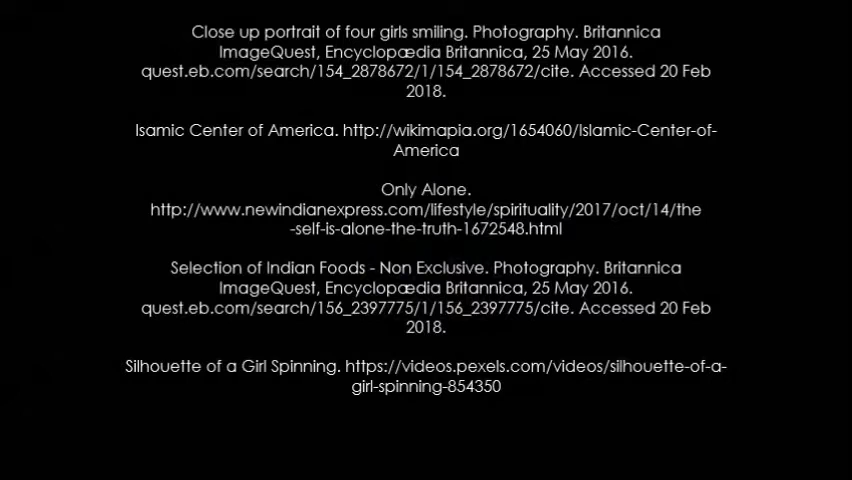 Close up portrait of four girls smiling. Photography. Britannica
ImageQuest, Encyclopædia Britannica, 25 May 2016.
quest.eb.com/search/154_2878672/1/154_2878672/cite. Accessed 20 Feb
2018.
Isamic Center of America. http://wikimapia.org/1654060/Islamic-Center-of-
America
Only Alone.
http://www.newindianexpress.com/lifestyle/spirituality/2017/oct/14/the
-self-is-alone-the-truth-1672548.html
Selection of Indian Foods - Non Exclusive. Photography. Britannica
ImageQuest, Encyclopædia Britannica, 25 May 2016.
quest.eb.com/search/156_2397775/1/156_2397775/cite. Accessed 20 Feb
2018.
Silhouette of a Girl Spinning. https://videos.pexels.com/videos/silhouette-of-a-
girl-spinning-854350